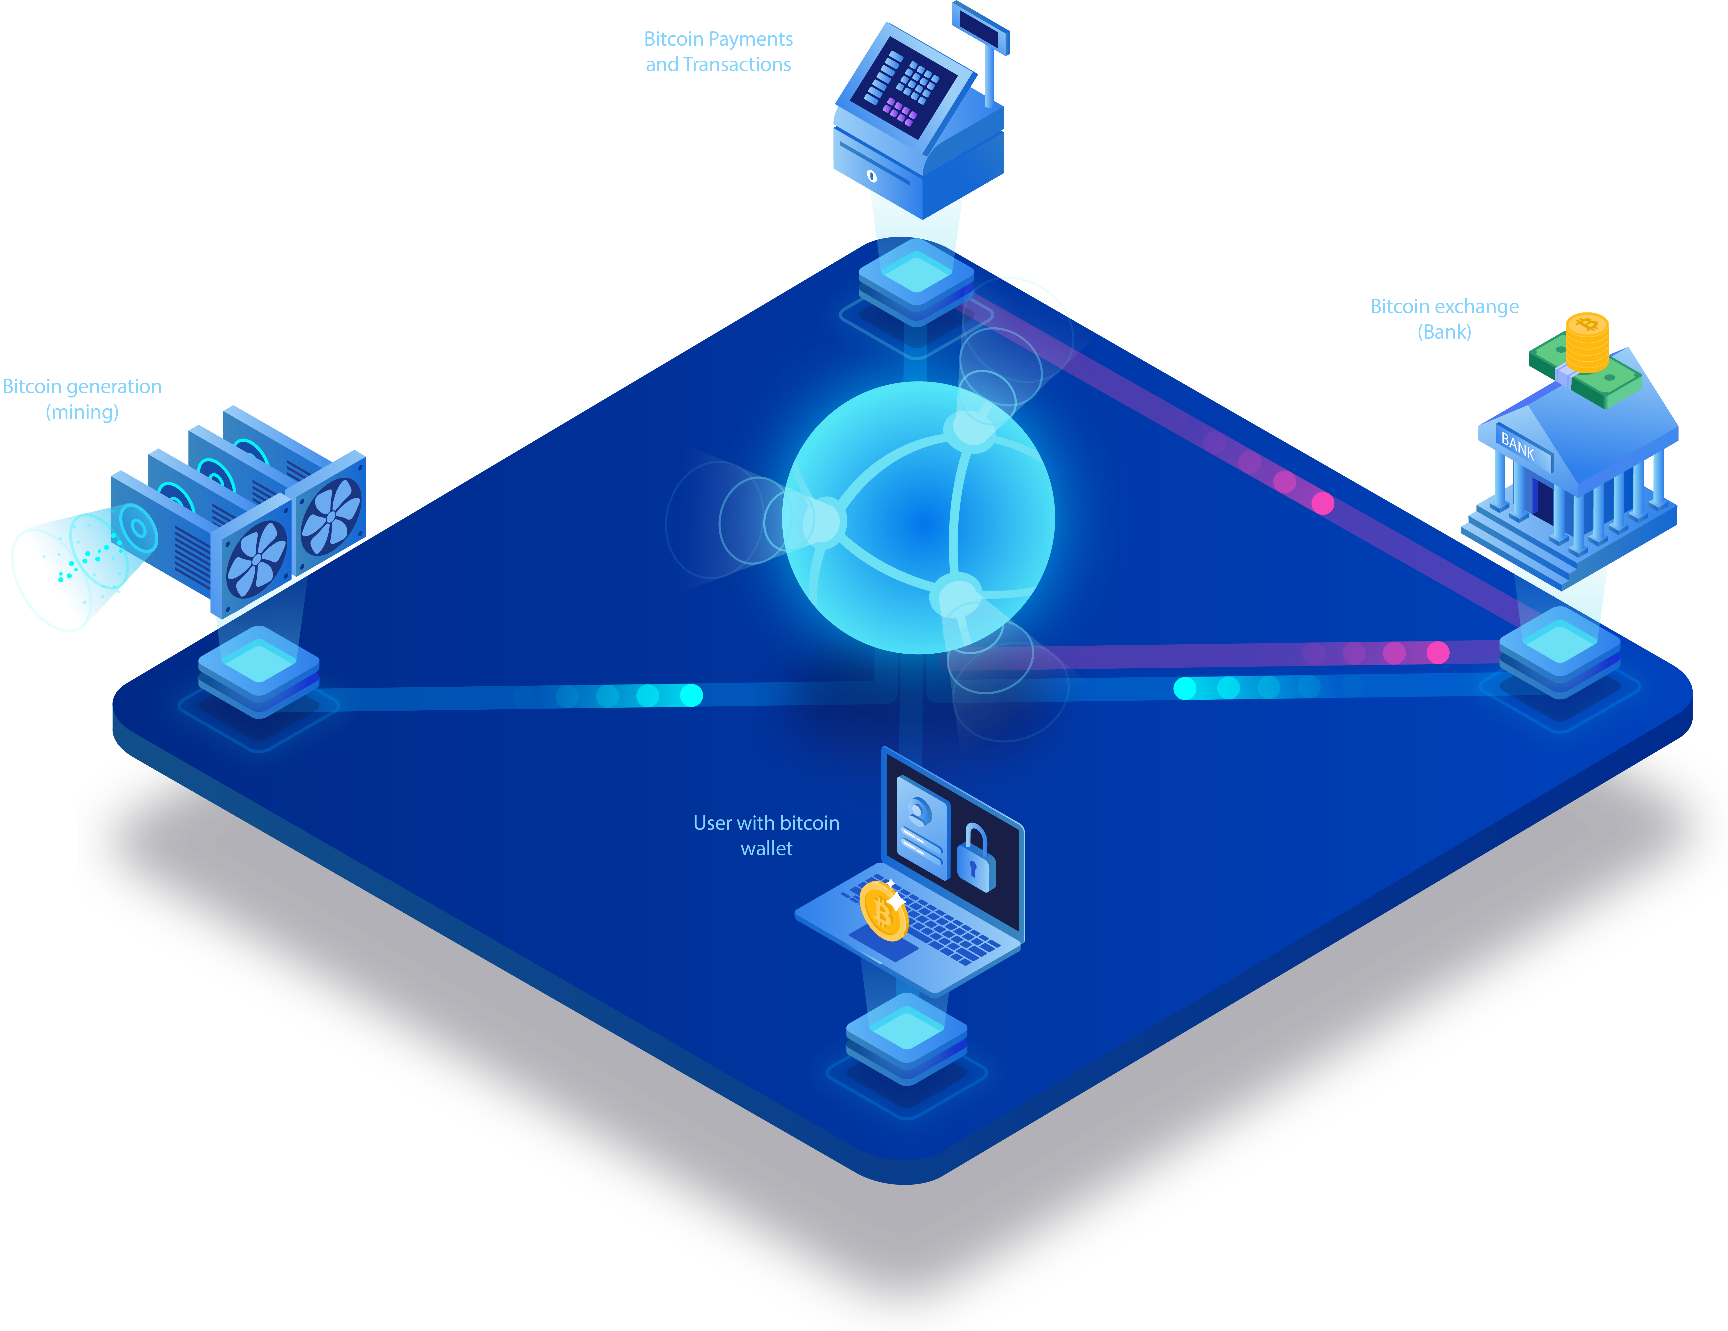 Bitcoin Payments
and Transactions
Bitcoin exchange
(Bank)
BANK
Bitcoin generation
(mining)
User with bitcoin
wallet